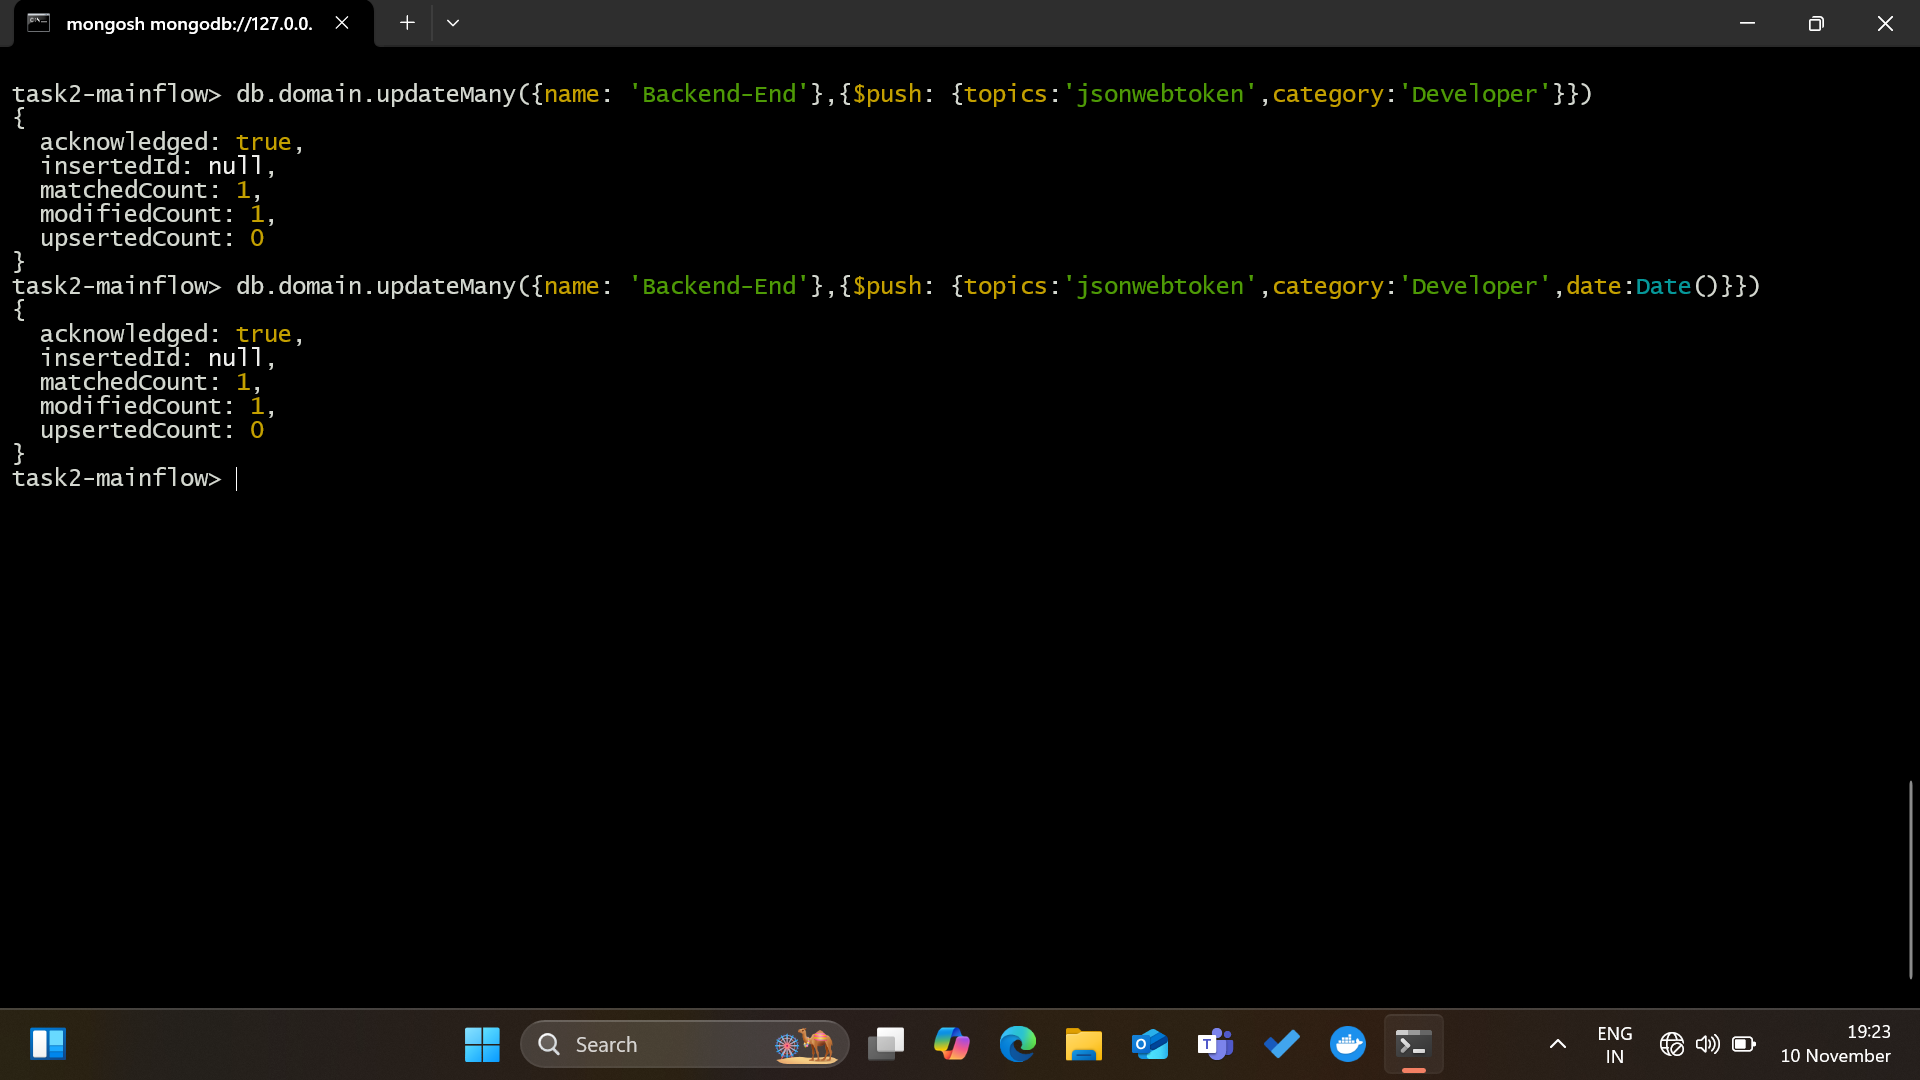 mongosh mongodb://127.0.0.
task2-mainflow> db.domain.updateMany({name: 'Backend-End'},{$push: {topics:'jsonwebtoken',category:'Developer'}})
{
  acknowledged: true,
  insertedId: null,
  matchedCount: 1,
  modifiedCount: 1,
  upsertedCount: 0
}
task2-mainflow> db.domain.updateMany({name: 'Backend-End'},{$push: {topics:'jsonwebtoken',category:'Developer',date:Date()}})
{
  acknowledged: true,
  insertedId: null,
  matchedCount: 1,
  modifiedCount: 1,
  upsertedCount: 0
}
task2-mainflow>
Search
ENG
IN
19:23
10 November